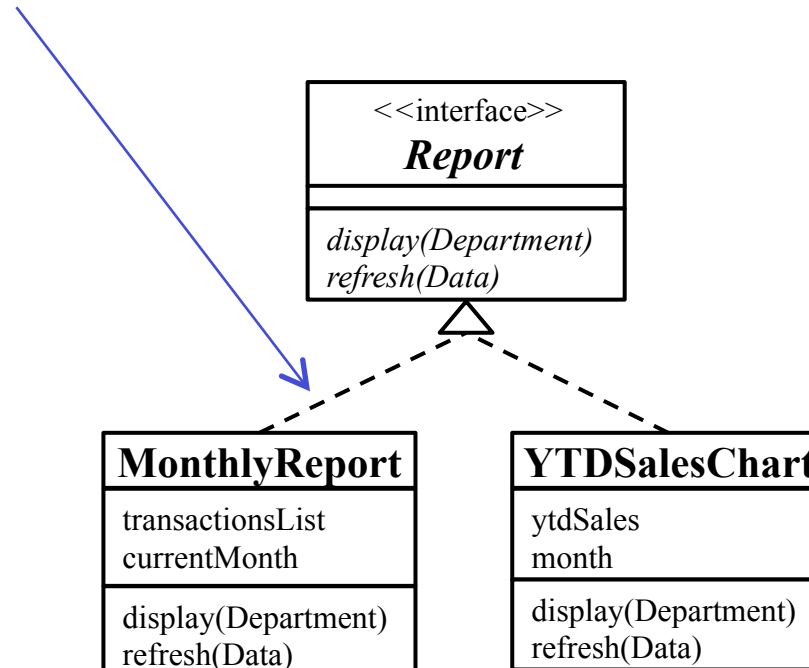 <<interface>>
Report
display(Department)
refresh(Data)
MonthlyReport
transactionsList
currentMonth
display(Department)
refresh(Data)
YTDSalesChart
ytdSales
month
display(Department)
refresh(Data)